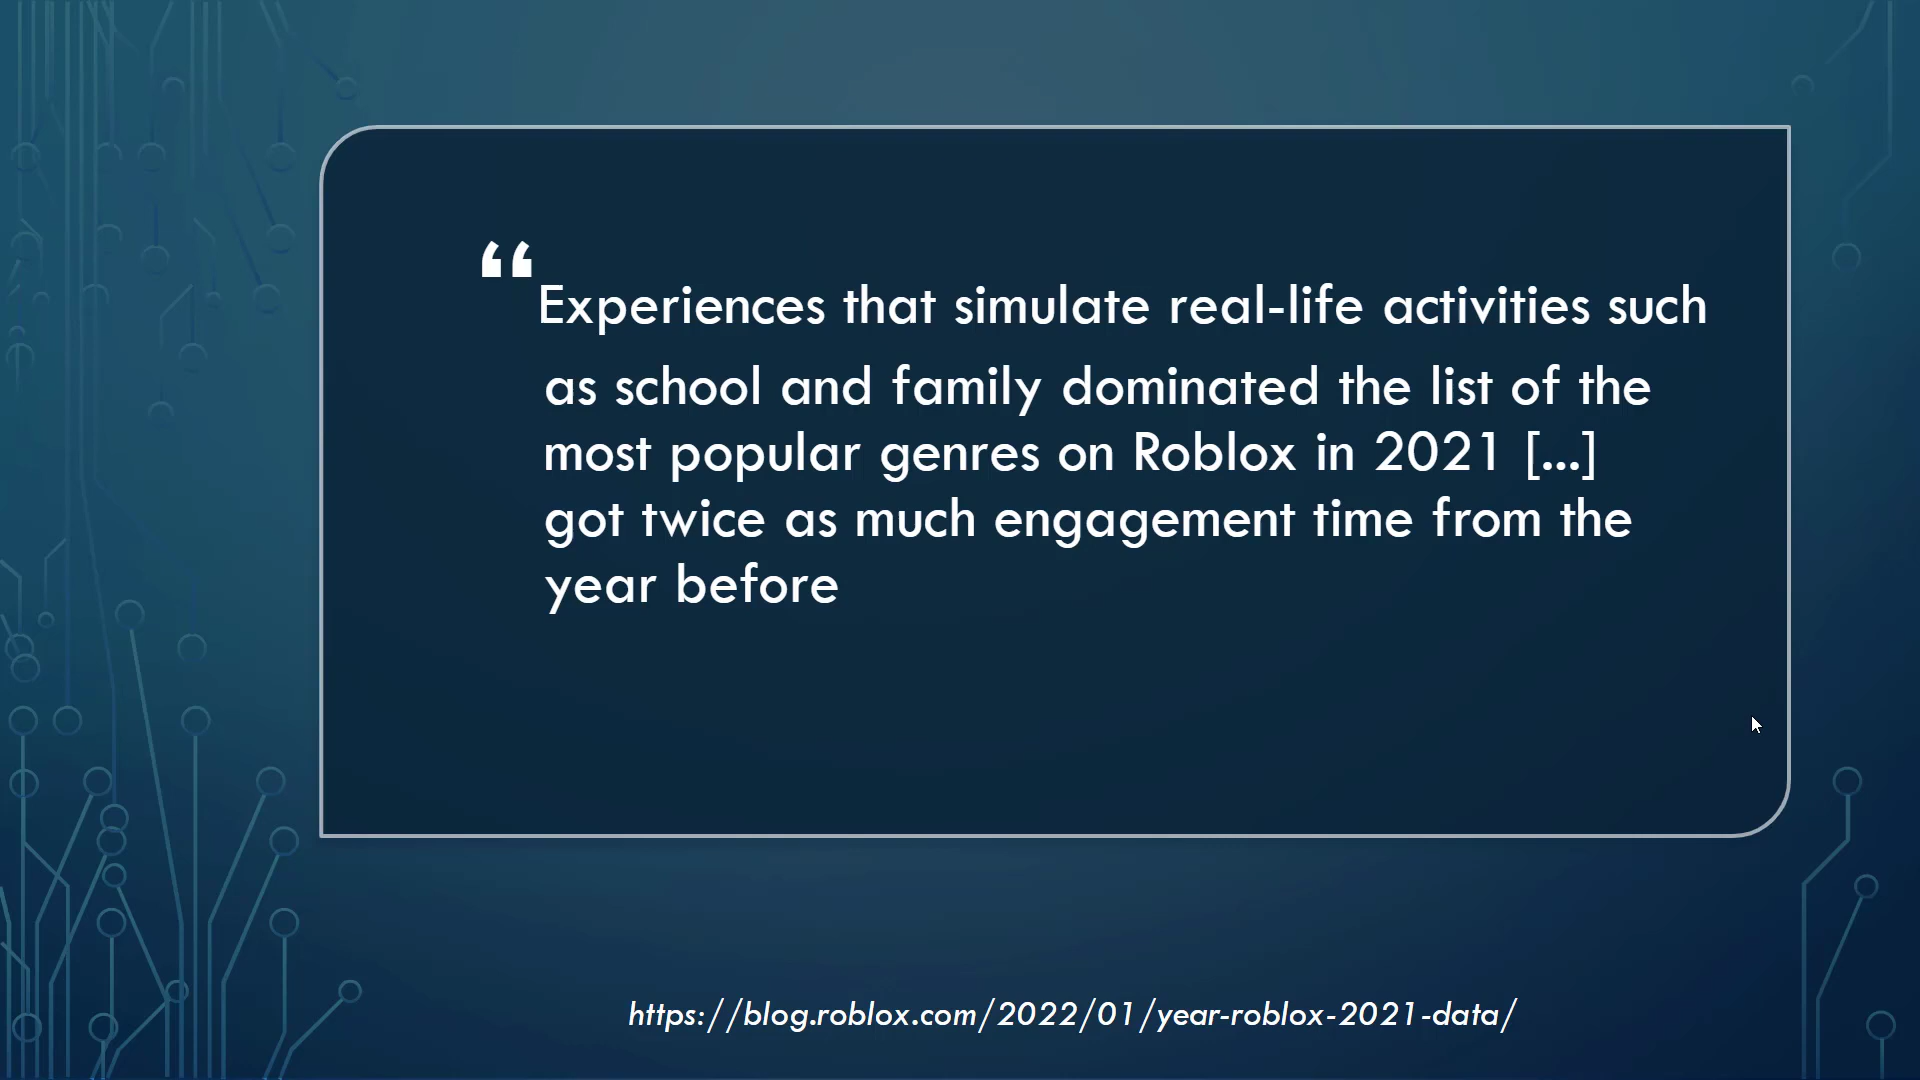 “Experiences that simulate real-life activities such
as school and family dominated the list of the
most popular genres on Roblox in 2021 [...]
got twice as much engagement time from the
year before
https://blog.roblox.com/2022/01/year-roblox-2021-data/